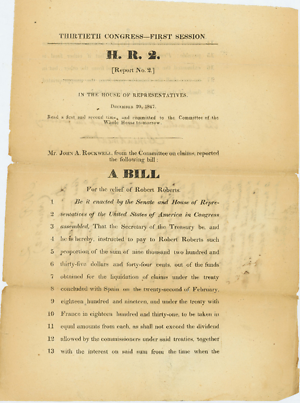 THIRTIETH CONGRESS—FIRST SESSION
H. R. 2.
[Report No. 2.]
IN THE HOUSE OF REPRESENTATIVES.
December 20, 1847.
Read a first and second time, and committed to the Committee of the
Whole House to-morrow.
Mr. John A. Rockwell, from the Committee on claims, reported
the following bill:
A BILL
For the relief of Robert Roberts.
1 Be it enacted by the Senate and House of Repre-
2 sentatives of the United States of America in Congress
3 assembled, That the Secretary of the Treasury be, and
4 he is hereby, instructed to pay to Robert Roberts such
5 proportion of the sum of nine thousand two hundred and
6 thirty-five dollars and forty-four cents, out of the funds
7 obtained for the liquidation of claims under the treaty
8 concluded with Spain on the twenty-second of February,
9 eighteen hundred and nineteen, and under the treaty with
10 France in eighteen hundred and thirty-one, to be taken in
11 equal amounts from each, as shall not exceed the dividend
12 allowed by the commissioners under said treaties, together
13 with the interest on said sum from the time when the